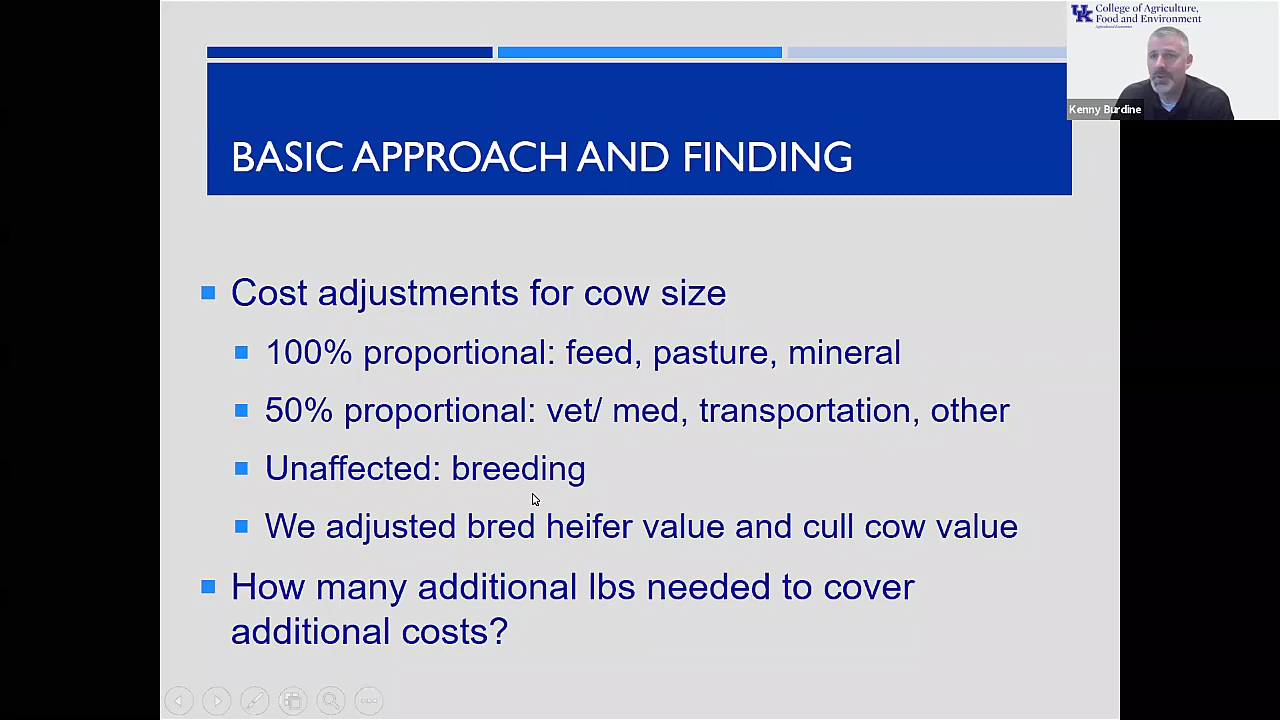 College of Agriculture,
Food and Environment
Agricultural Economics
Kenny Burdine
BASIC APPROACH AND FINDING
Cost adjustments for cow size
100% proportional: feed, pasture, mineral
50% proportional: vet/ med, transportation, other
Unaffected: breeding
We adjusted bred heifer value and cull cow value
How many additional lbs needed to cover
additional costs?